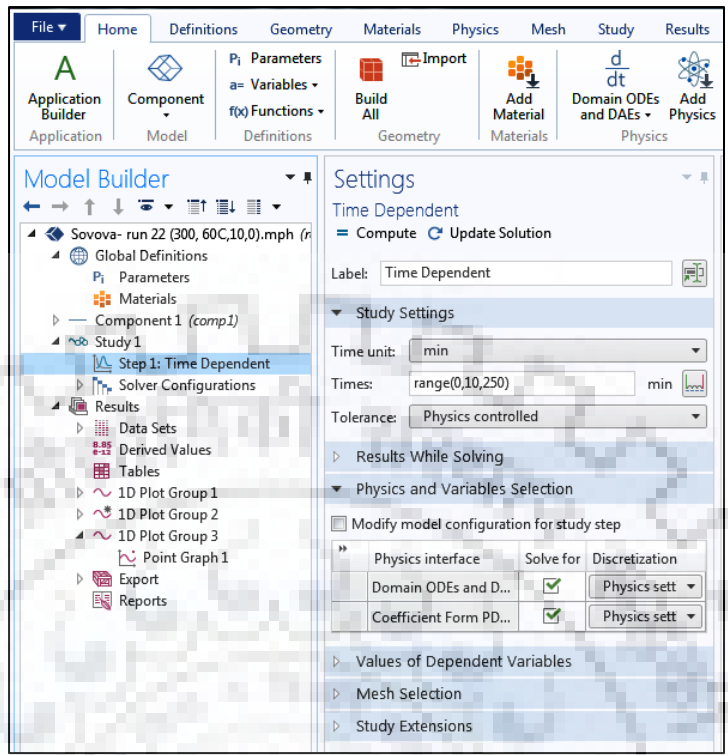 File Home Definitions Geometry Materials Physics Mesh Study Results
A
Application Builder
Component
Pi Parameters
a= Variables
f(x) Functions
Build All
Import
Add Material
d
dt
Domain ODEs and DAEs
Add Physics
Application Model Definitions Geometry Materials Physics
Model Builder
Sovova- run 22 (300, 60C,10,0).mph
Global Definitions
Pi Parameters
Materials
Component 1 (comp1)
Study 1
Step 1: Time Dependent
Solver Configurations
Results
Data Sets
8.85
e-12
Derived Values
Tables
1D Plot Group 1
1D Plot Group 2
1D Plot Group 3
Point Graph 1
Export
Reports
Settings
Time Dependent
= Compute Update Solution
Label: Time Dependent
Study Settings
Time unit: min
Times: range(0,10,250) min
Tolerance: Physics controlled
Results While Solving
Physics and Variables Selection
Modify model configuration for study step
Physics interface Solve for Discretization
Domain ODEs and D... Physics sett
Coefficient Form PD... Physics sett
Values of Dependent Variables
Mesh Selection
Study Extensions